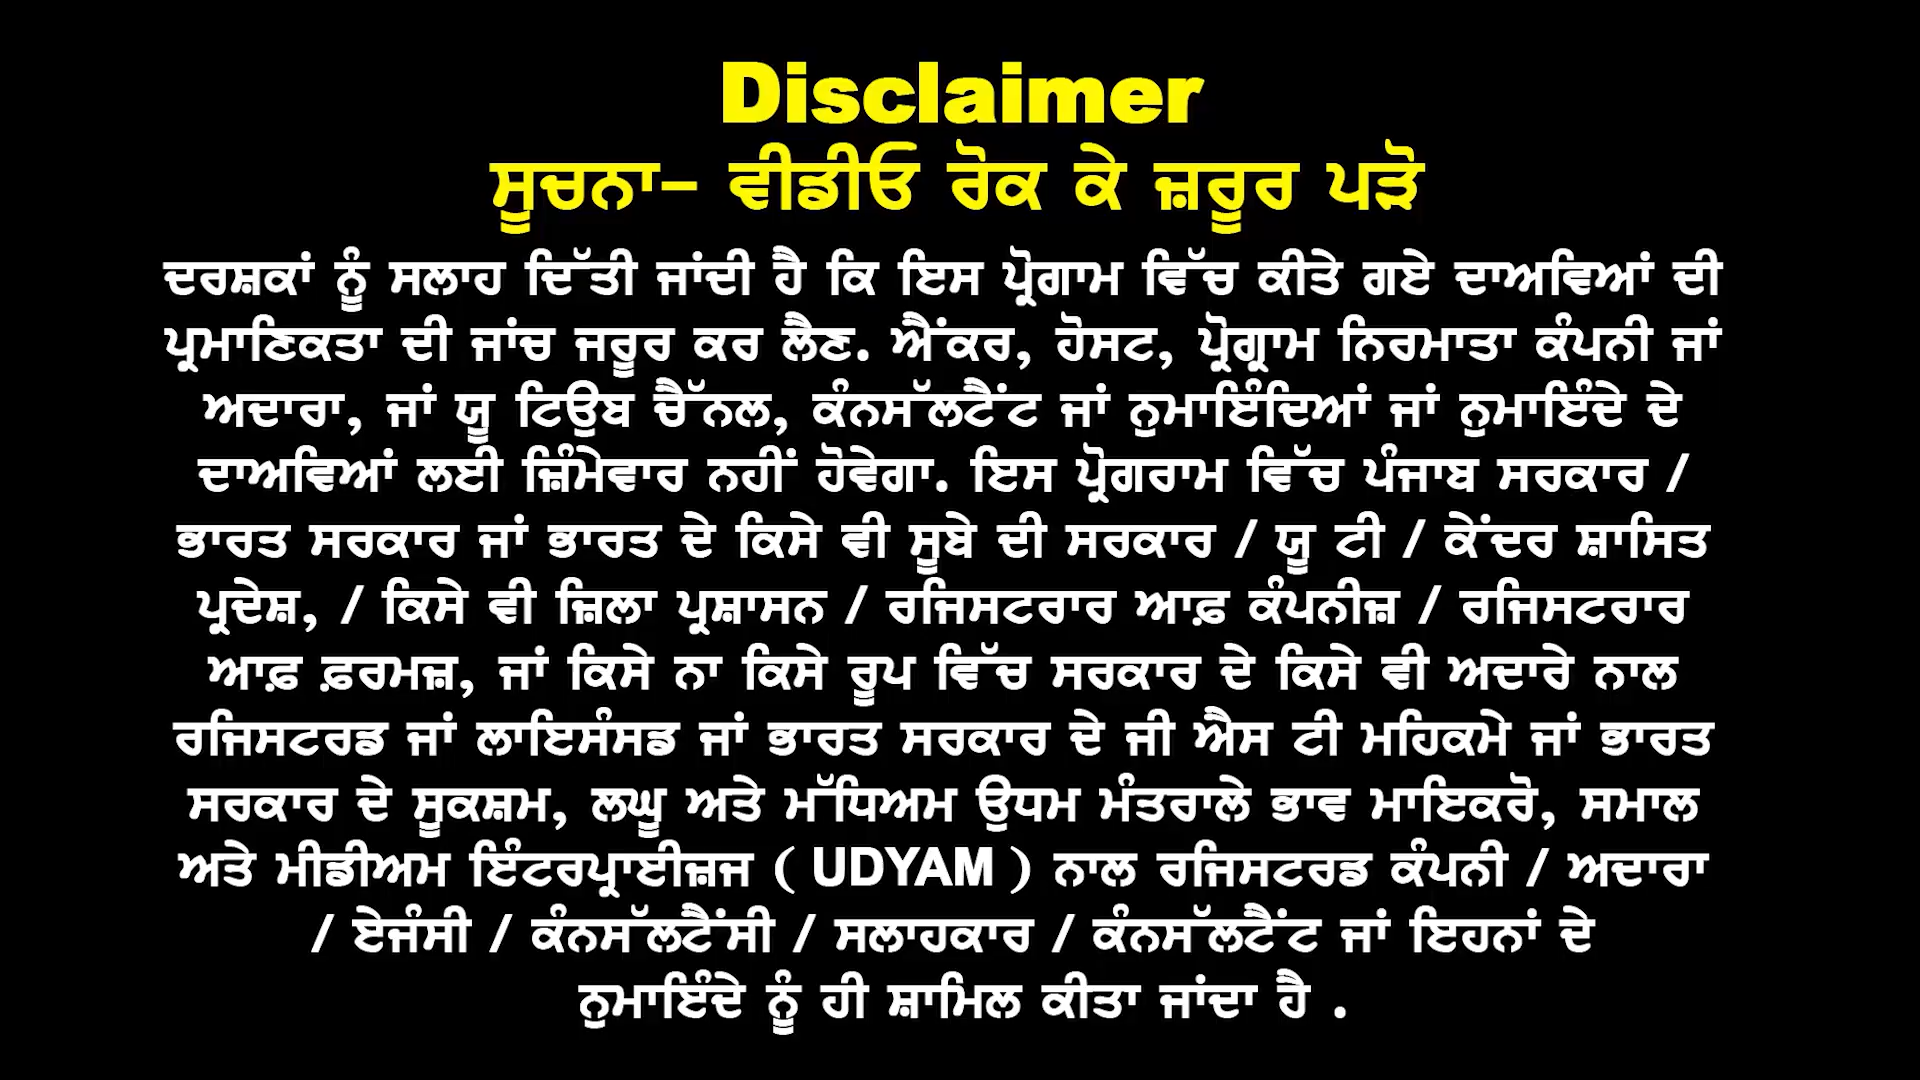 Disclaimer
ਸੂਚਨਾ- ਵੀਡੀਓ ਰੋਕ ਕੇ ਜ਼ਰੂਰ ਪੜੋ
ਦਰਸ਼ਕਾਂ ਨੂੰ ਸਲਾਹ ਦਿੱਤੀ ਜਾਂਦੀ ਹੈ ਕਿ ਇਸ ਪ੍ਰੋਗਾਮ ਵਿੱਚ ਕੀਤੇ ਗਏ ਦਾਅਵਿਆਂ ਦੀ
ਪ੍ਰਮਾਣਿਕਤਾ ਦੀ ਜਾਂਚ ਜਰੂਰ ਕਰ ਲੈਣ. ਐਂਕਰ, ਹੋਸਟ, ਪ੍ਰੋਗ੍ਰਾਮ ਨਿਰਮਾਤਾ ਕੰਪਨੀ ਜਾਂ
ਅਦਾਰਾ, ਜਾਂ ਯੂ ਟਿਊਬ ਚੈੱਨਲ, ਕੰਨਸੱਲਟੈਂਟ ਜਾਂ ਨੁਮਾਇੰਦਿਆਂ ਜਾਂ ਨੁਮਾਇੰਦੇ ਦੇ
ਦਾਅਵਿਆਂ ਲਈ ਜ਼ਿੰਮੇਵਾਰ ਨਹੀਂ ਹੋਵੇਗਾ. ਇਸ ਪ੍ਰੋਗਰਾਮ ਵਿੱਚ ਪੰਜਾਬ ਸਰਕਾਰ /
ਭਾਰਤ ਸਰਕਾਰ ਜਾਂ ਭਾਰਤ ਦੇ ਕਿਸੇ ਵੀ ਸੂਬੇ ਦੀ ਸਰਕਾਰ / ਯੂ ਟੀ / ਕੇਂਦਰ ਸ਼ਾਸਿਤ
ਪ੍ਰਦੇਸ਼, / ਕਿਸੇ ਵੀ ਜ਼ਿਲਾ ਪ੍ਰਸ਼ਾਸਨ / ਰਜਿਸਟਰਾਰ ਆਫ਼ ਕੰਪਨੀਜ਼ / ਰਜਿਸਟਰਾਰ
ਆਫ਼ ਫ਼ਰਮਜ਼, ਜਾਂ ਕਿਸੇ ਨਾ ਕਿਸੇ ਰੂਪ ਵਿੱਚ ਸਰਕਾਰ ਦੇ ਕਿਸੇ ਵੀ ਅਦਾਰੇ ਨਾਲ
ਰਜਿਸਟਰਡ ਜਾਂ ਲਾਇਸੰਸਡ ਜਾਂ ਭਾਰਤ ਸਰਕਾਰ ਦੇ ਜੀ ਐਸ ਟੀ ਮਹਿਕਮੇ ਜਾਂ ਭਾਰਤ
ਸਰਕਾਰ ਦੇ ਸੂਕਸ਼ਮ, ਲਘੂ ਅਤੇ ਮੱਧਿਅਮ ਉਧਮ ਮੰਤਰਾਲੇ ਭਾਵ ਮਾਇਕਰੋ, ਸਮਾਲ
ਅਤੇ ਮੀਡੀਅਮ ਇੰਟਰਪ੍ਰਾਈਜ਼ਜ ( UDYAM ) ਨਾਲ ਰਜਿਸਟਰਡ ਕੰਪਨੀ / ਅਦਾਰਾ
/ ਏਜੰਸੀ / ਕੰਨਸੱਲਟੈਂਸੀ / ਸਲਾਹਕਾਰ / ਕੰਨਸੱਲਟੈਂਟ ਜਾਂ ਇਹਨਾਂ ਦੇ
ਨੁਮਾਇੰਦੇ ਨੂੰ ਹੀ ਸ਼ਾਮਿਲ ਕੀਤਾ ਜਾਂਦਾ ਹੈ .